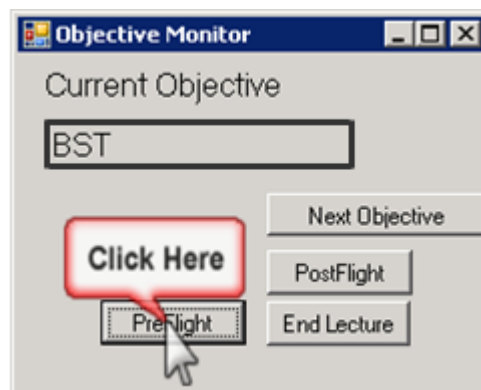 Objective Monitor
Current Objective
BST
Next Objective
Click Here
PostFlight
PreFlight
End Lecture